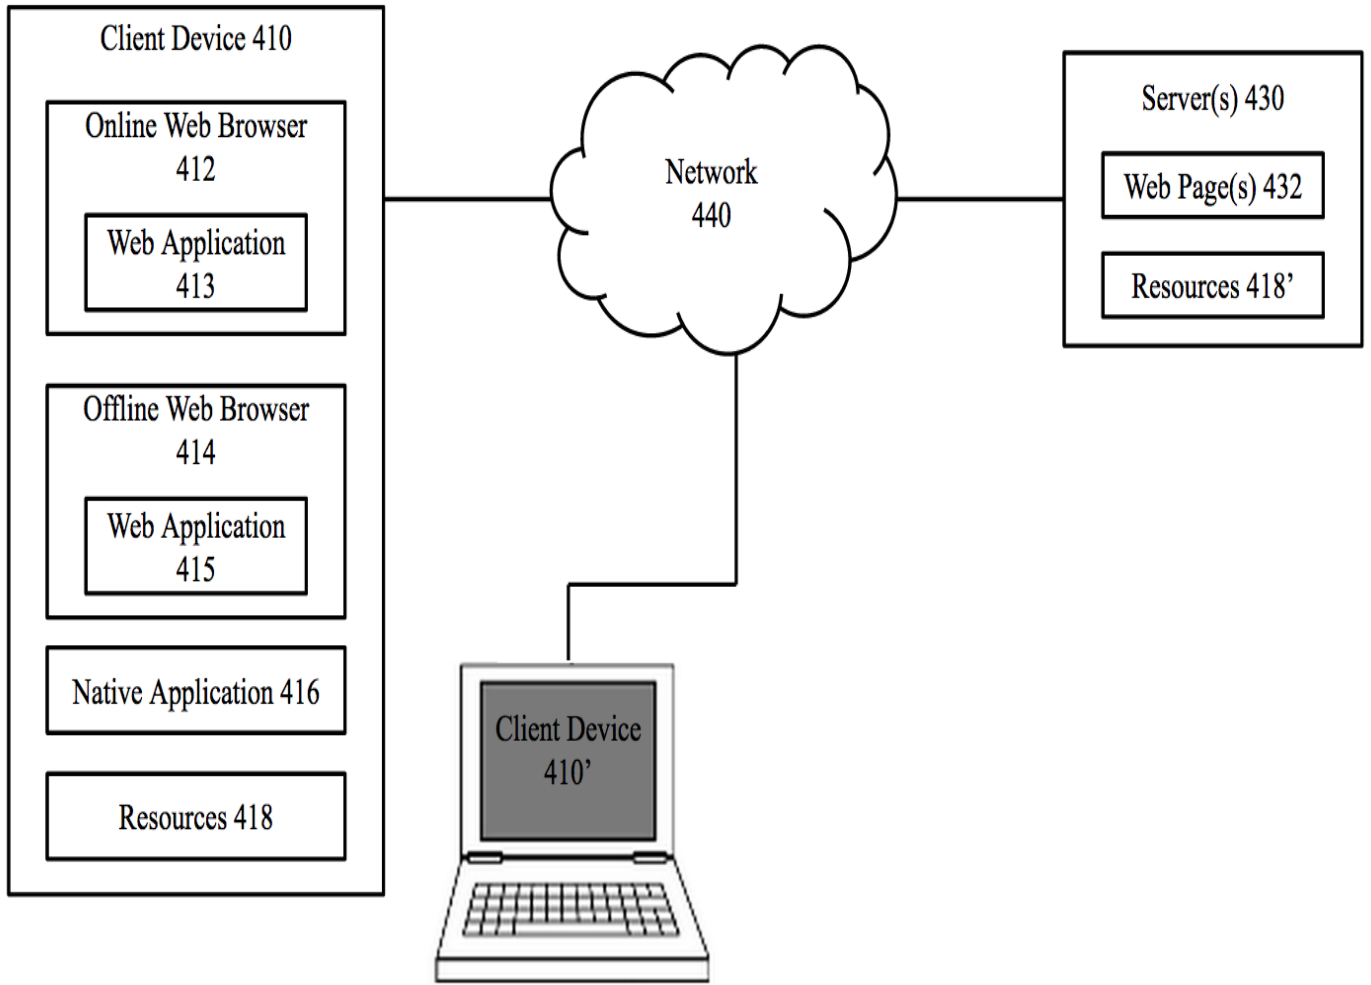 Client Device 410
Online Web Browser
412
Web Application
413
Offline Web Browser
414
Web Application
415
Native Application 416
Resources 418
Network
440
Server(s) 430
Web Page(s) 432
Resources 418’
Client Device
410’